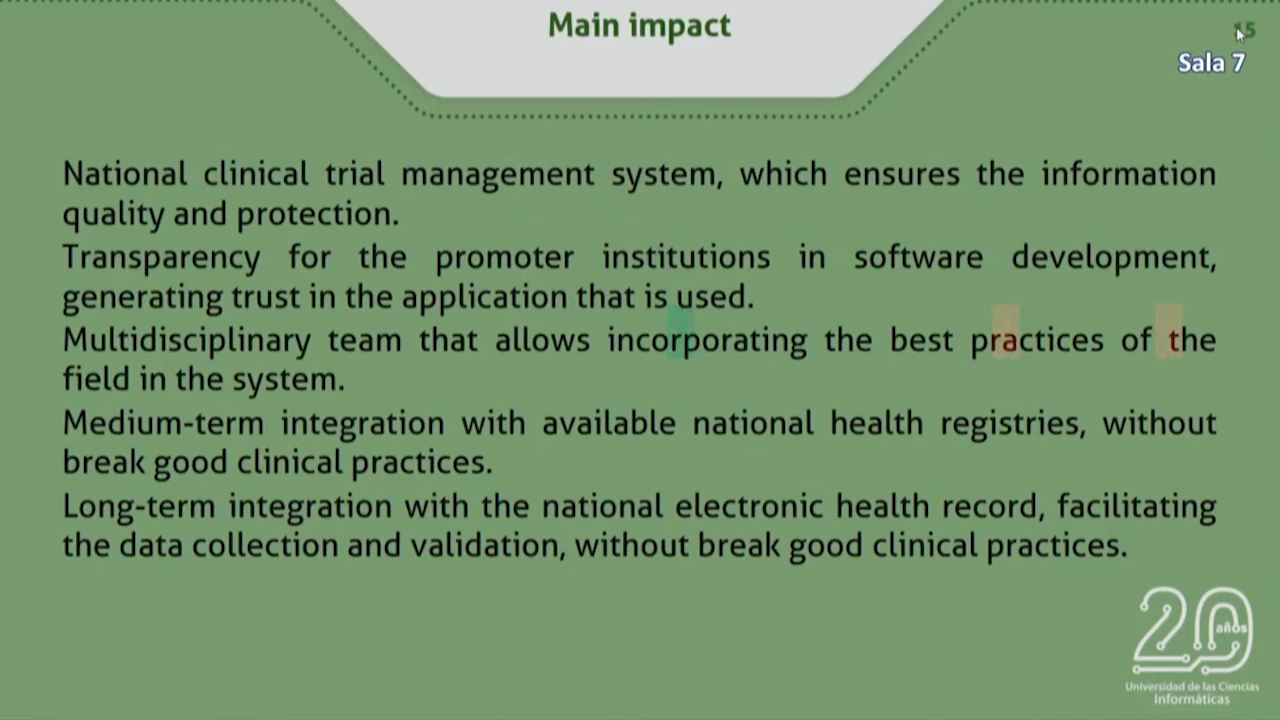 Main impact
15
Sala 7
National clinical trial management system, which ensures the information
quality and protection.
Transparency for the promoter institutions in software development,
generating trust in the application that is used.
Multidisciplinary team that allows incorporating the best practices of the
field in the system.
Medium-term integration with available national health registries, without
break good clinical practices.
Long-term integration with the national electronic health record, facilitating
the data collection and validation, without break good clinical practices.
20
años
Universidad de las Ciencias
Informáticas